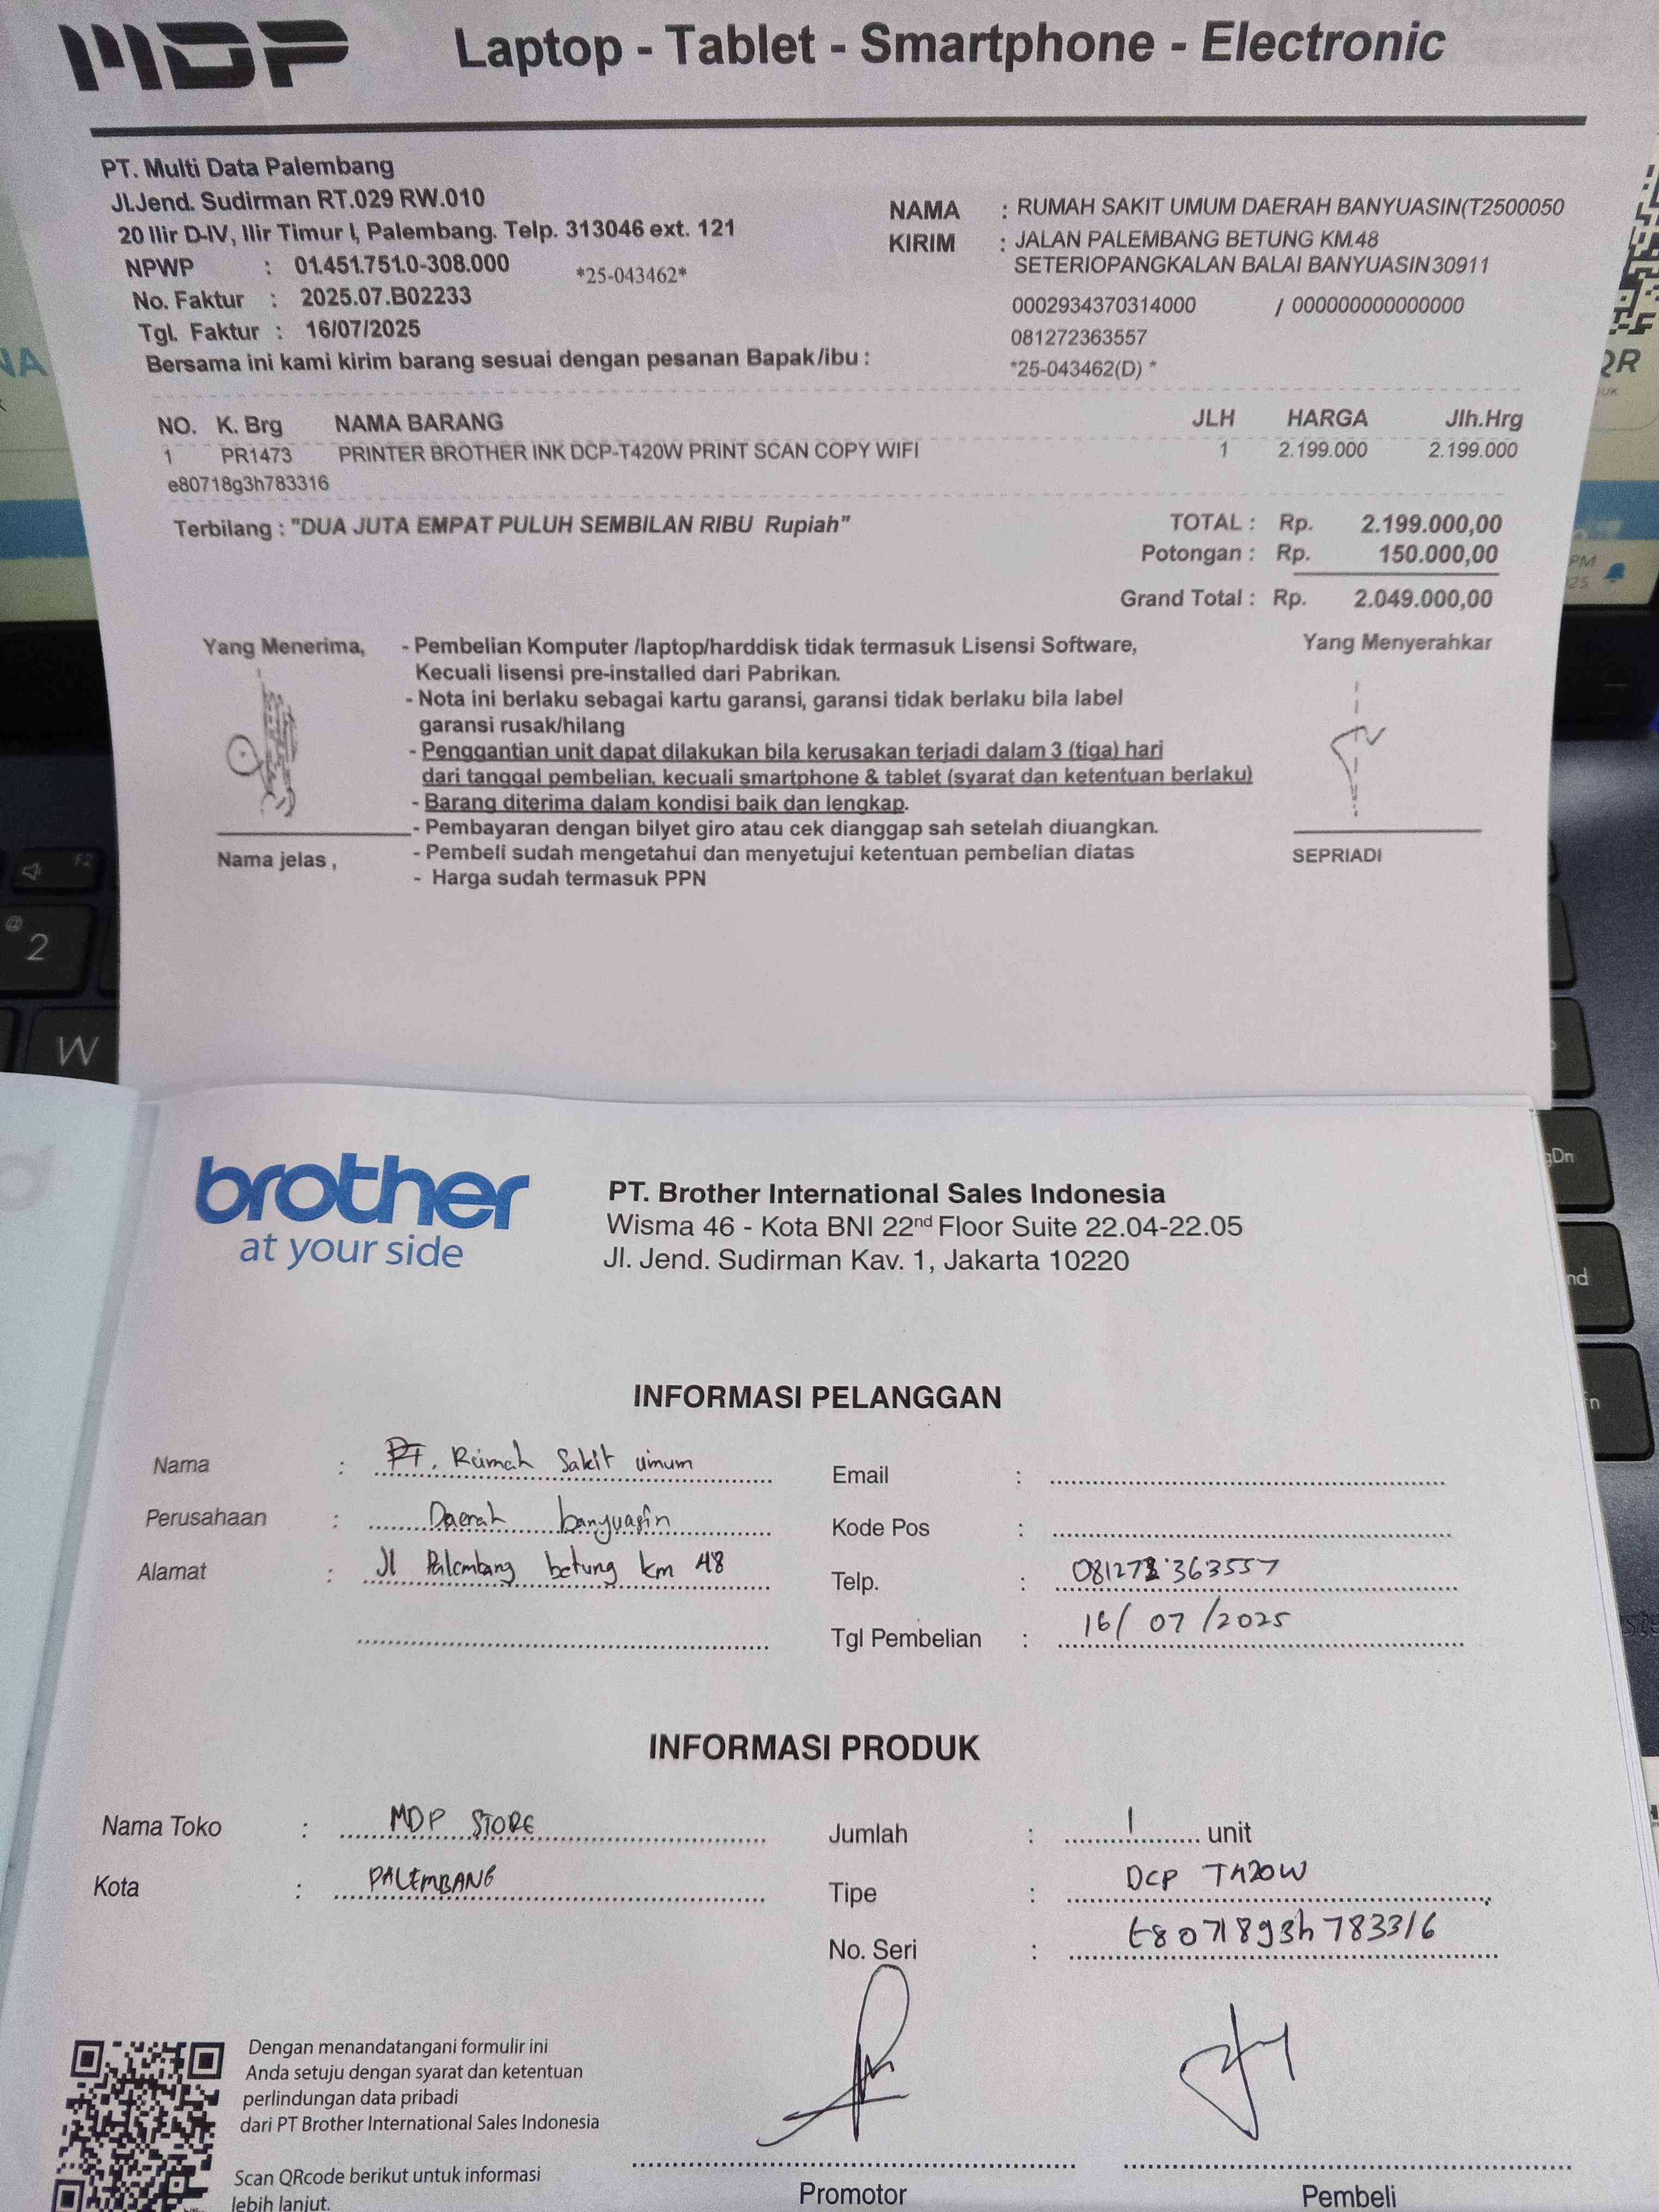 MDP Laptop - Tablet - Smartphone - Electronic
PT. Multi Data Palembang
Jl.Jend. Sudirman RT.029 RW.010
20 Ilir D-IV, Ilir Timur I, Palembang. Telp. 313046 ext. 121
NPWP : 01.451.751.0-308.000
*25-043462*
No. Faktur : 2025.07.B02233
Tgl. Faktur : 16/07/2025
Bersama ini kami kirim barang sesuai dengan pesanan Bapak/ibu :
NAMA : RUMAH SAKIT UMUM DAERAH BANYUASIN(T2500050
KIRIM : JALAN PALEMBANG BETUNG KM.48
SETERIOPANGKALAN BALAI BANYUASIN30911
0002934370314000 / 000000000000000
081272363557
*25-043462(D) *
NO. K. Brg NAMA BARANG JLH HARGA Jlh.Hrg
1 PR1473 PRINTER BROTHER INK DCP-T420W PRINT SCAN COPY WIFI 1 2.199.000 2.199.000
e80718g3h783316
Terbilang : "DUA JUTA EMPAT PULUH SEMBILAN RIBU Rupiah"
TOTAL : Rp. 2.199.000,00
Potongan : Rp. 150.000,00
Grand Total : Rp. 2.049.000,00
Yang Menerima,
- Pembelian Komputer /laptop/harddisk tidak termasuk Lisensi Software,
Kecuali lisensi pre-installed dari Pabrikan.
- Nota ini berlaku sebagai kartu garansi, garansi tidak berlaku bila label
garansi rusak/hilang
- Penggantian unit dapat dilakukan bila kerusakan terjadi dalam 3 (tiga) hari
dari tanggal pembelian, kecuali smartphone & tablet (syarat dan ketentuan berlaku)
- Barang diterima dalam kondisi baik dan lengkap.
- Pembayaran dengan bilyet giro atau cek dianggap sah setelah diuangkan.
- Pembeli sudah mengetahui dan menyetujui ketentuan pembelian diatas
- Harga sudah termasuk PPN
Nama jelas ,
Yang Menyerahkar
SEPRIADI
F2
@
2
W
brother
at your side
PT. Brother International Sales Indonesia
Wisma 46 - Kota BNI 22nd Floor Suite 22.04-22.05
Jl. Jend. Sudirman Kav. 1, Jakarta 10220
INFORMASI PELANGGAN
Nama : PT. Rumah Sakit umum
Perusahaan : Daerah banyuasin
Alamat : Jl Palembang betung km 48
Email :
Kode Pos :
Telp. : 081272363557
Tgl Pembelian : 16/ 07 /2025
INFORMASI PRODUK
Nama Toko : MDP STORE
Kota : PALEMBANG
Jumlah : 1 unit
Tipe : DCP T420W
No. Seri : E80718g3h783316
Dengan menandatangani formulir ini
Anda setuju dengan syarat dan ketentuan
perlindungan data pribadi
dari PT Brother International Sales Indonesia
Scan QRcode berikut untuk informasi
lebih lanjut.
Promotor
Pembeli